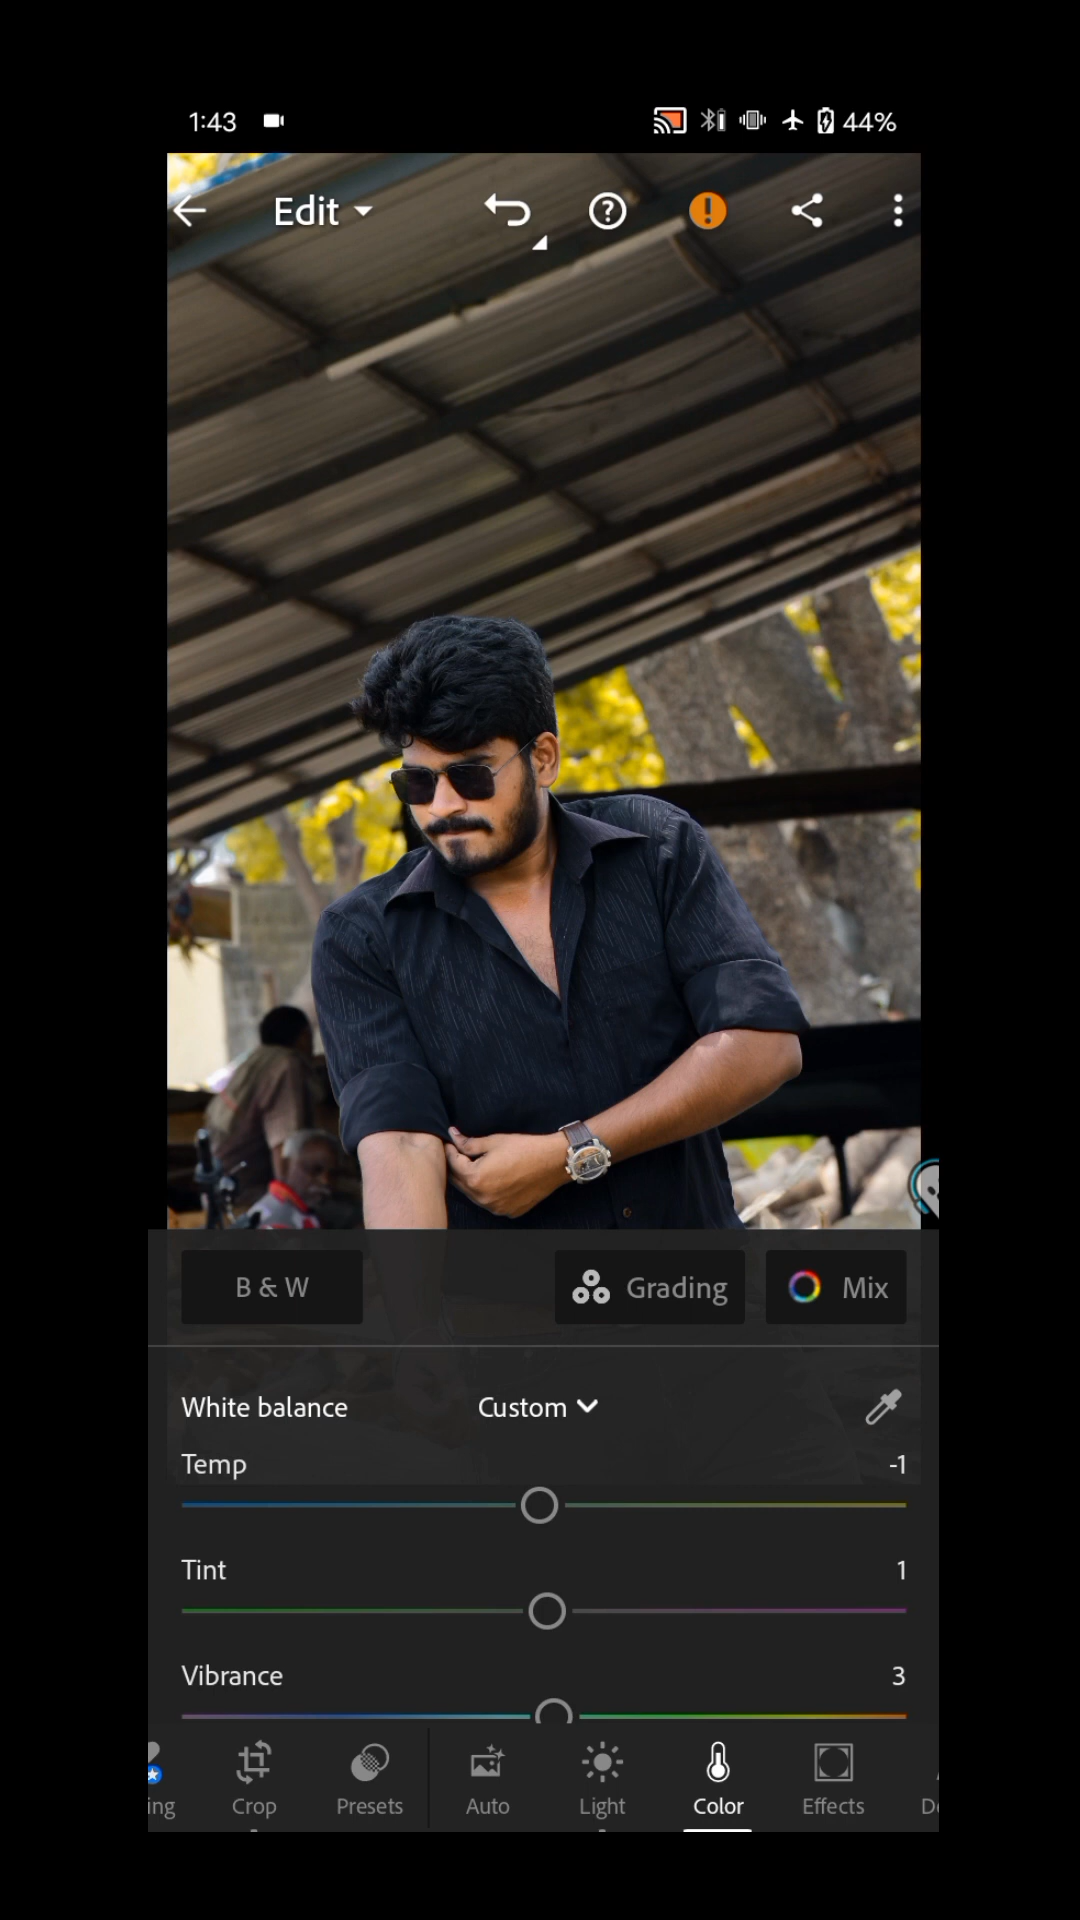 1:43
44%
Edit
B & W
Grading
Mix
White balance
Custom
Temp
-1
Tint
1
Vibrance
3
ing
Crop
Presets
Auto
Light
Color
Effects